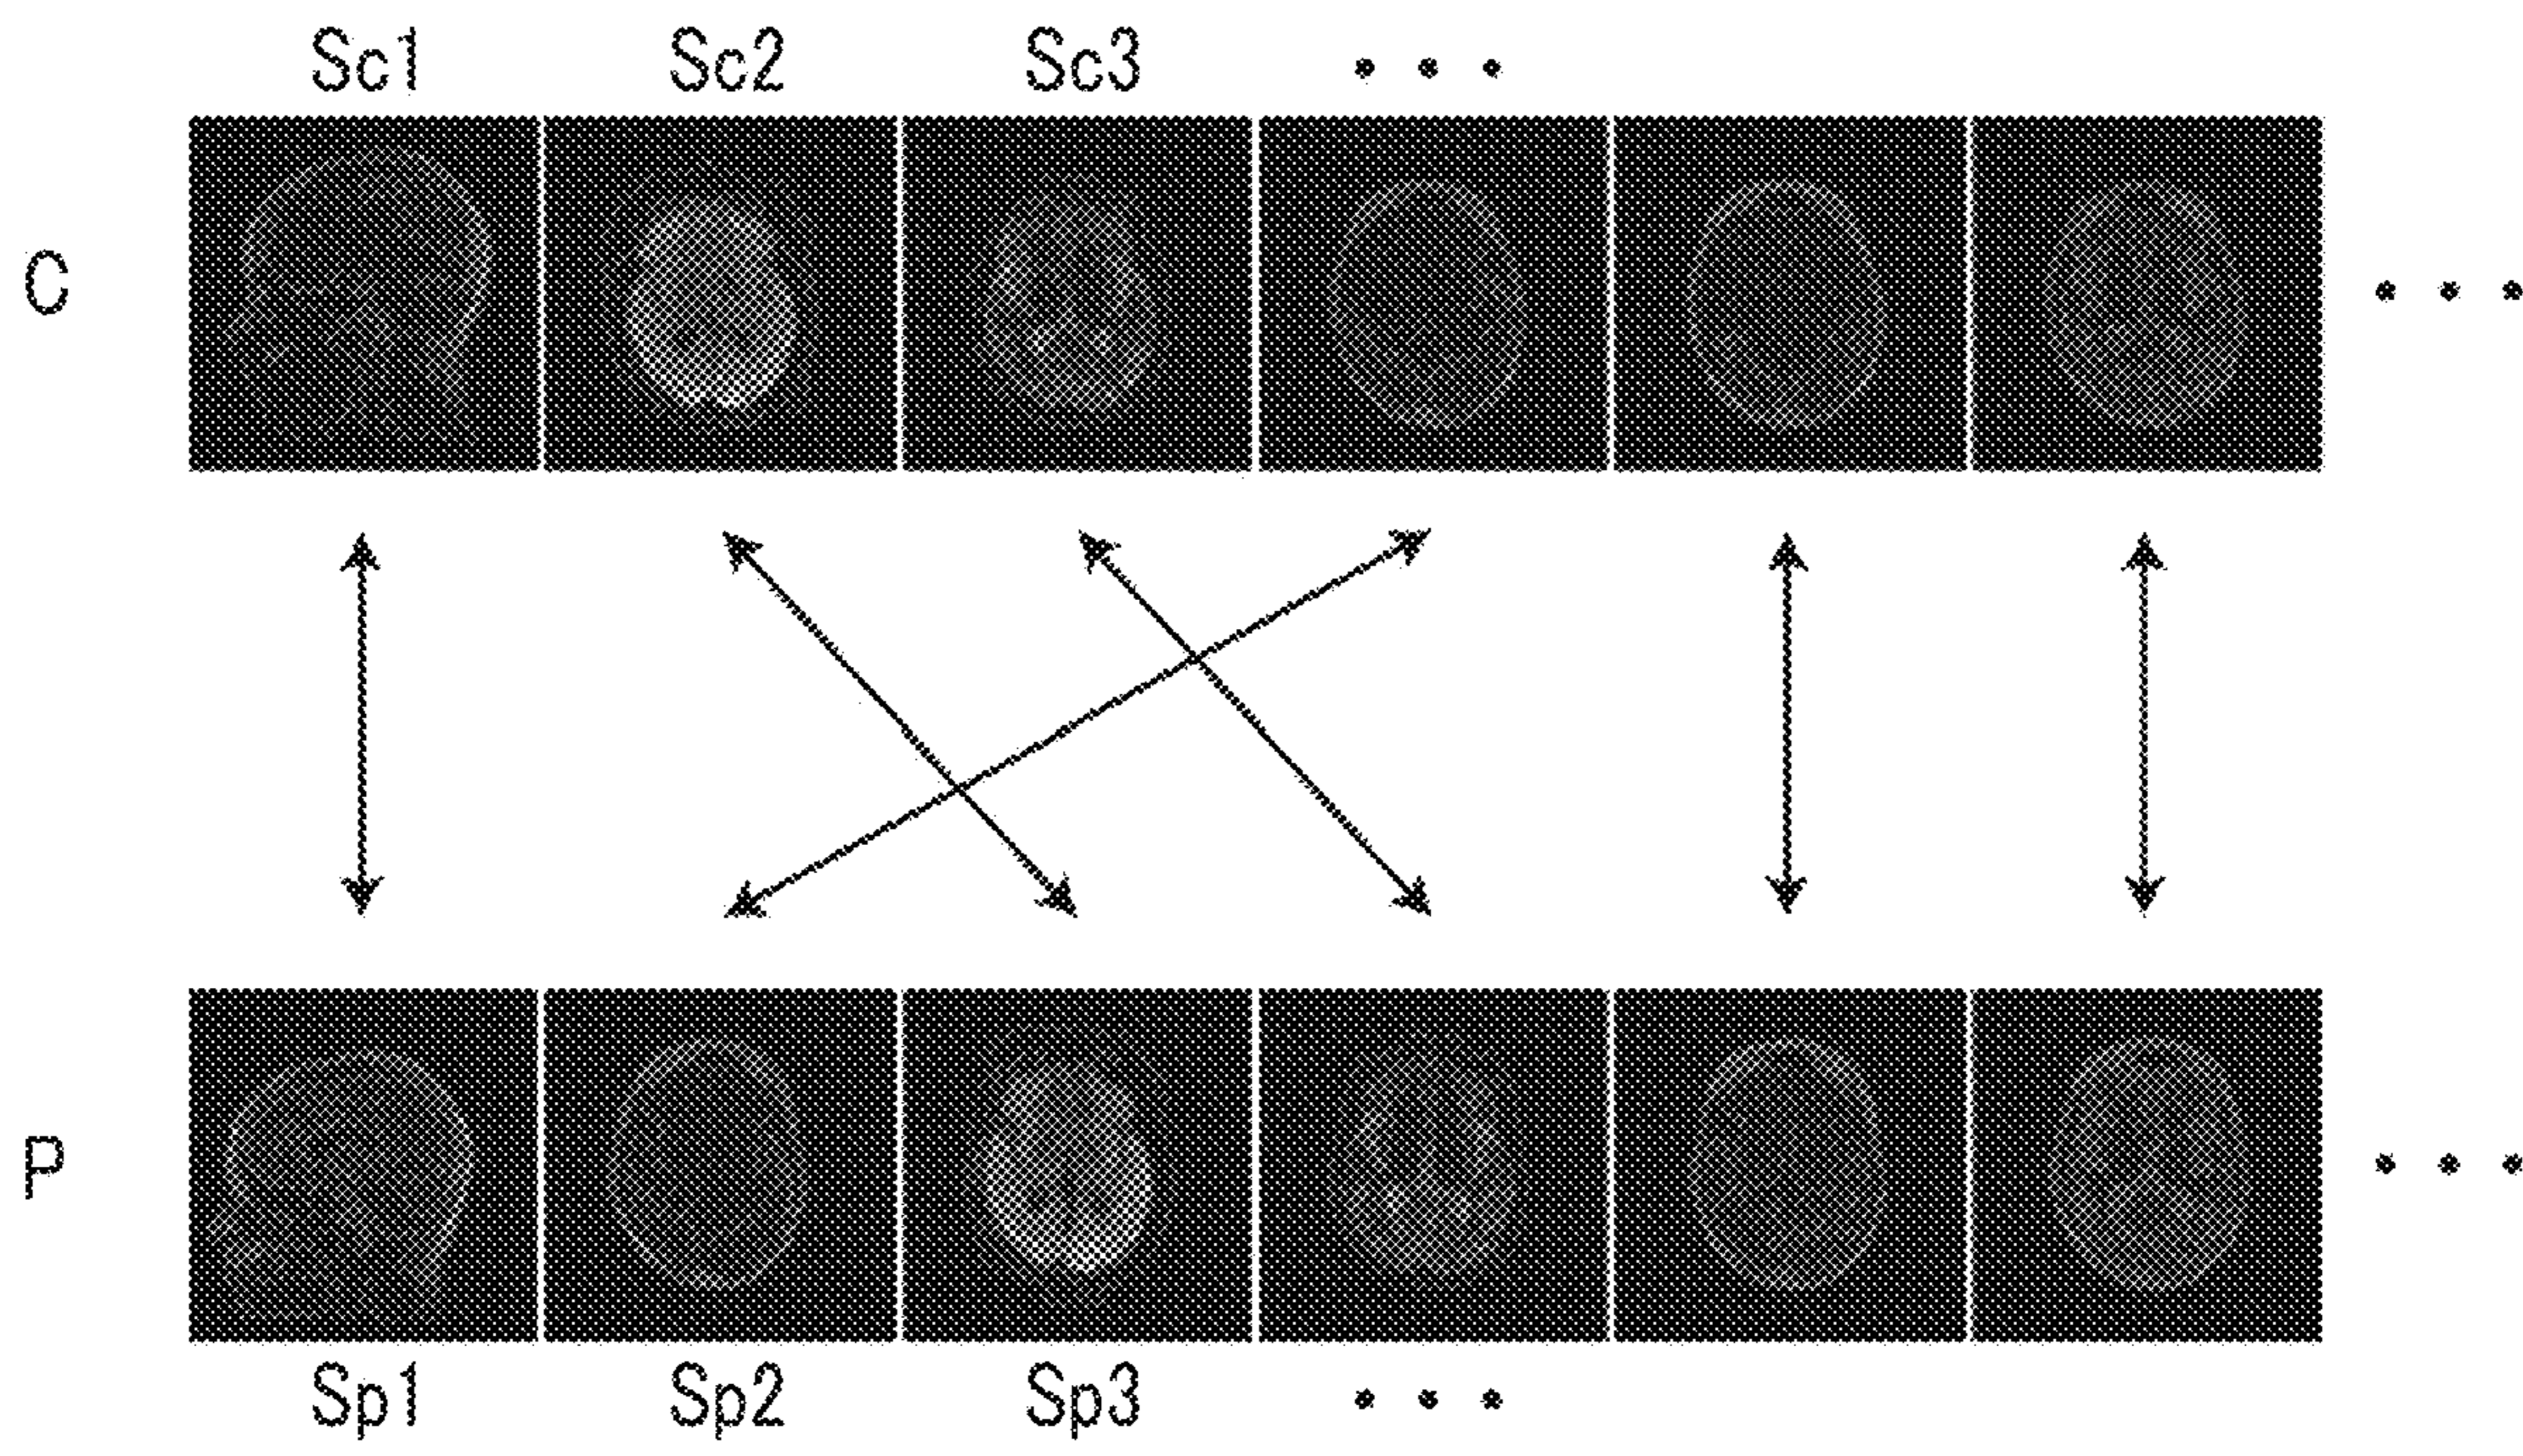 Sc1 Sc2 Sc3 • • •
C • • •
P • • •
Sp1 Sp2 Sp3 • • •